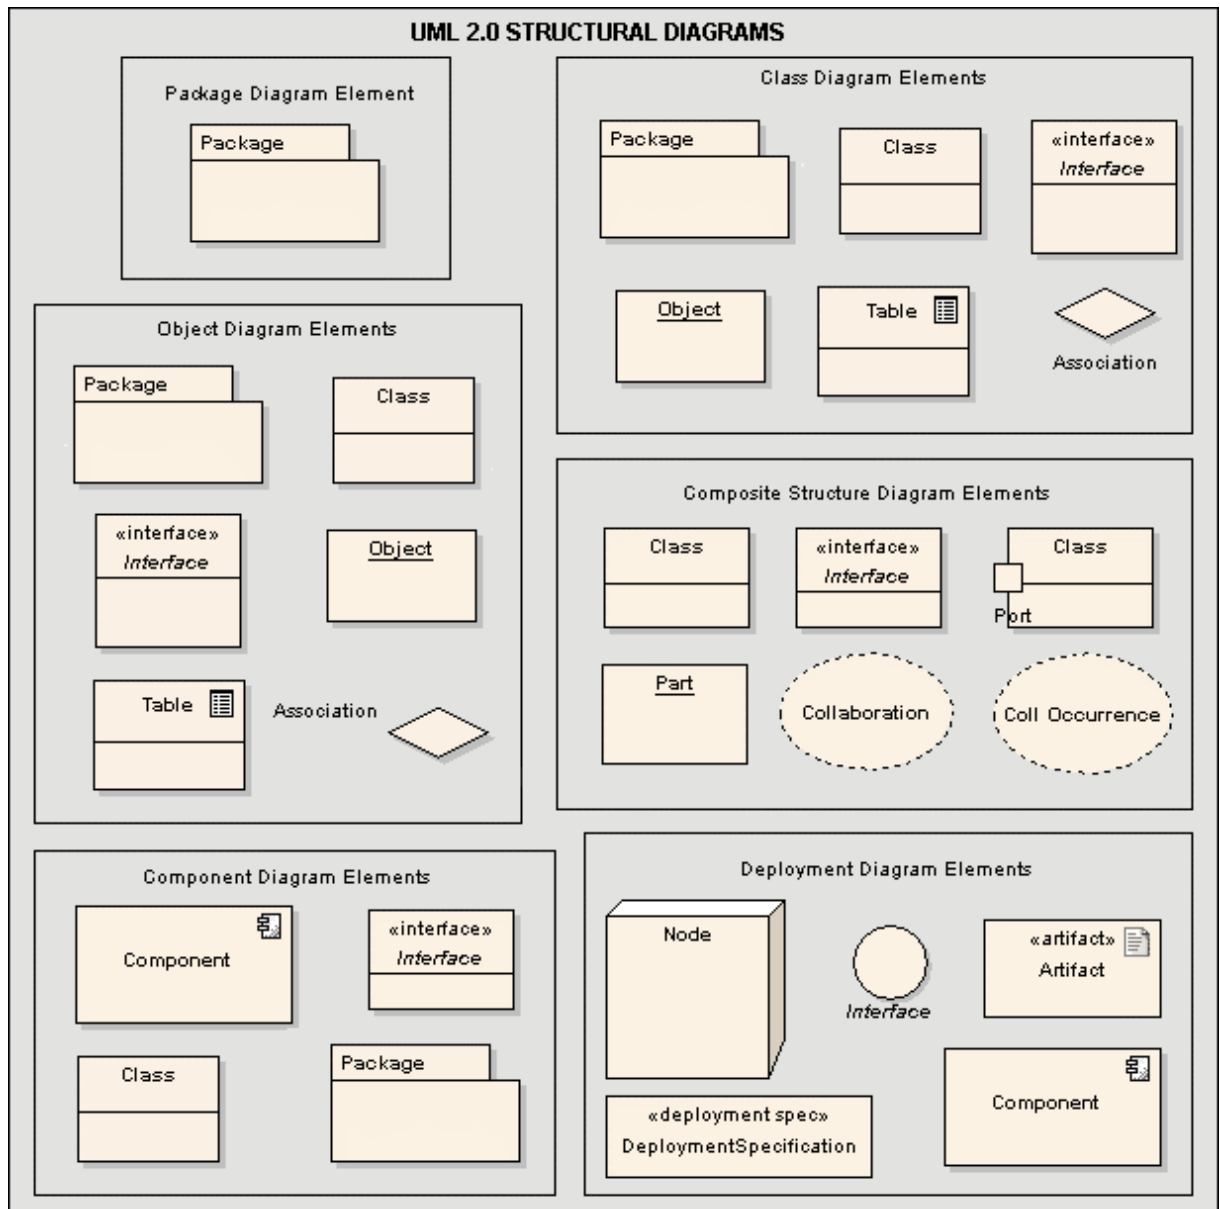 UML 2.0 STRUCTURAL DIAGRAMS
Package Diagram Element
Package
Class Diagram Elements
Package
Class
«interface»
Interface
Object
Table
Association
Object Diagram Elements
Package
Class
«interface»
Interface
Object
Table
Association
Composite Structure Diagram Elements
Class
«interface»
Interface
Class
Port
Part
Collaboration
Coll Occurrence
Component Diagram Elements
Component
«interface»
Interface
Class
Package
Deployment Diagram Elements
Node
Interface
«artifact»
Artifact
«deployment spec»
DeploymentSpecification
Component